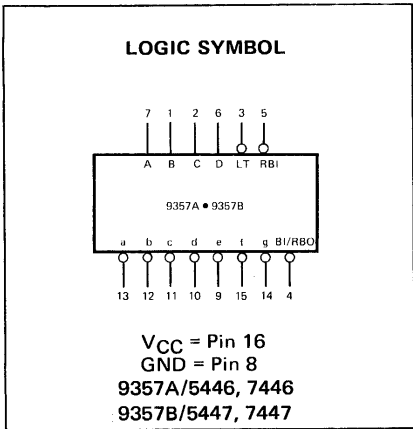 LOGIC SYMBOL
7 1 2 6 3 5
A B C D LT RBI
9357A • 9357B
a b c d e f g BI/RBO
13 12 11 10 9 15 14 4
VCC = Pin 16
GND = Pin 8
9357A/5446, 7446
9357B/5447, 7447